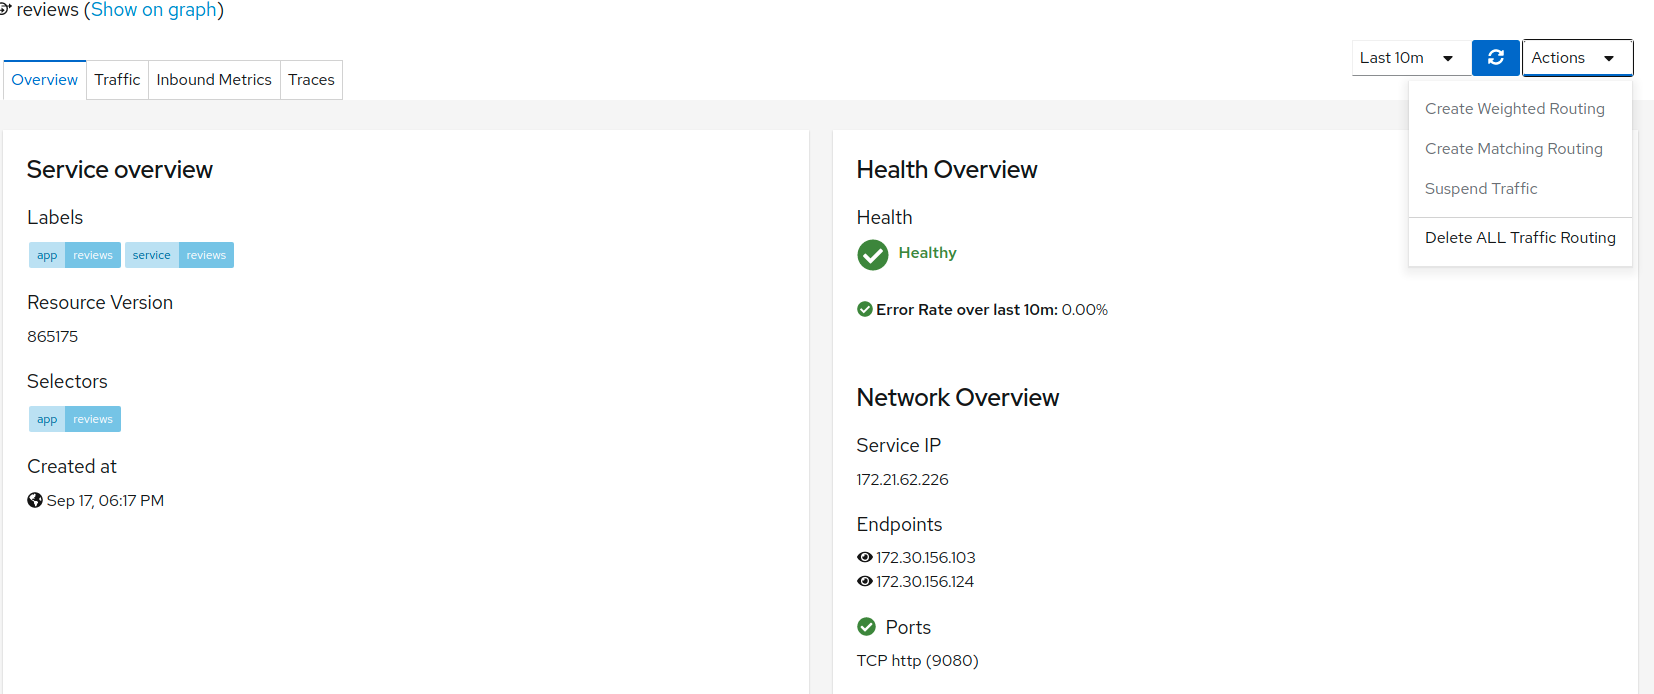 reviews (Show on graph)
Last 10m
Actions
Overview
Traffic
Inbound Metrics
Traces
Create Weighted Routing
Create Matching Routing
Suspend Traffic
Delete ALL Traffic Routing
Service overview
Labels
app reviews service reviews
Resource Version
865175
Selectors
app reviews
Created at
Sep 17, 06:17 PM
Health Overview
Health
Healthy
Error Rate over last 10m: 0.00%
Network Overview
Service IP
172.21.62.226
Endpoints
172.30.156.103
172.30.156.124
Ports
TCP http (9080)